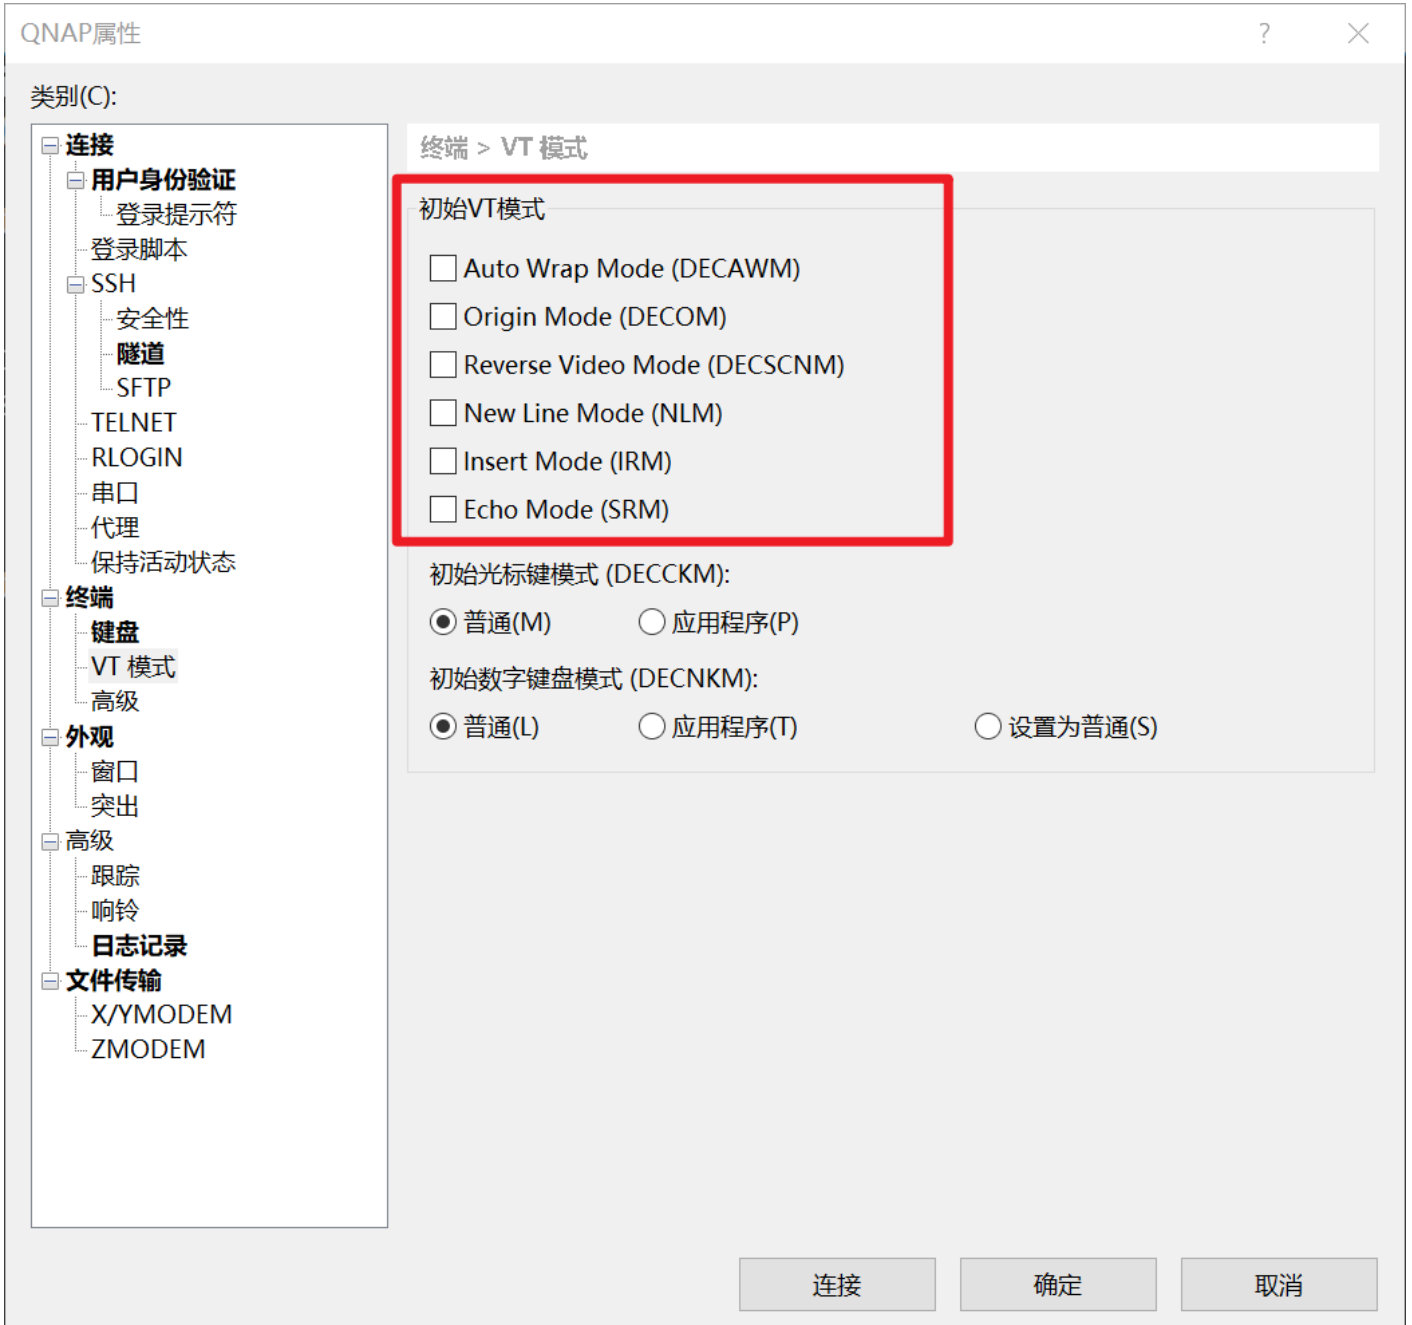 QNAP属性
类别(C):
连接
用户身份验证
登录提示符
登录脚本
SSH
安全性
隧道
SFTP
TELNET
RLOGIN
串口
代理
保持活动状态
终端
键盘
VT 模式
高级
外观
窗口
突出
高级
跟踪
响铃
日志记录
文件传输
X/YMODEM
ZMODEM
终端 > VT 模式
初始VT模式
Auto Wrap Mode (DECAWM)
Origin Mode (DECOM)
Reverse Video Mode (DECSCNM)
New Line Mode (NLM)
Insert Mode (IRM)
Echo Mode (SRM)
初始光标键模式 (DECCKM):
普通(M) 应用程序(P)
初始数字键盘模式 (DECNKM):
普通(L) 应用程序(T) 设置为普通(S)
连接 确定 取消